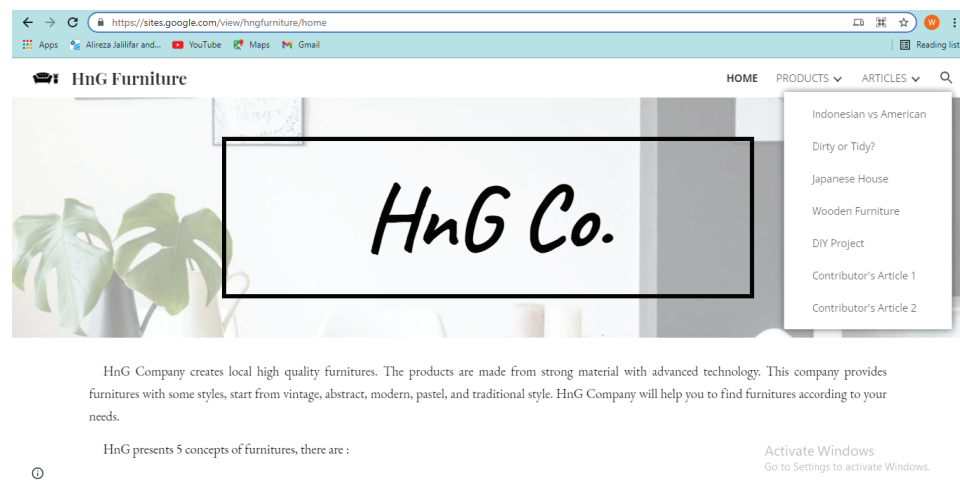 https://sites.google.com/view/hngfurniture/home
W
Apps
Alireza Jalilifar and...
YouTube
Maps
Gmail
Reading list
HnG Furniture
HOME
PRODUCTS
ARTICLES
Indonesian vs American
Dirty or Tidy?
Japanese House
Wooden Furniture
DIY Project
Contributor's Article 1
Contributor's Article 2
HnG Co.
HnG Company creates local high quality furnitures. The products are made from strong material with advanced technology. This company provides
furnitures with some styles, start from vintage, abstract, modern, pastel, and traditional style. HnG Company will help you to find furnitures according to your
needs.
HnG presents 5 concepts of furnitures, there are :
Activate Windows
Go to Settings to activate Windows.